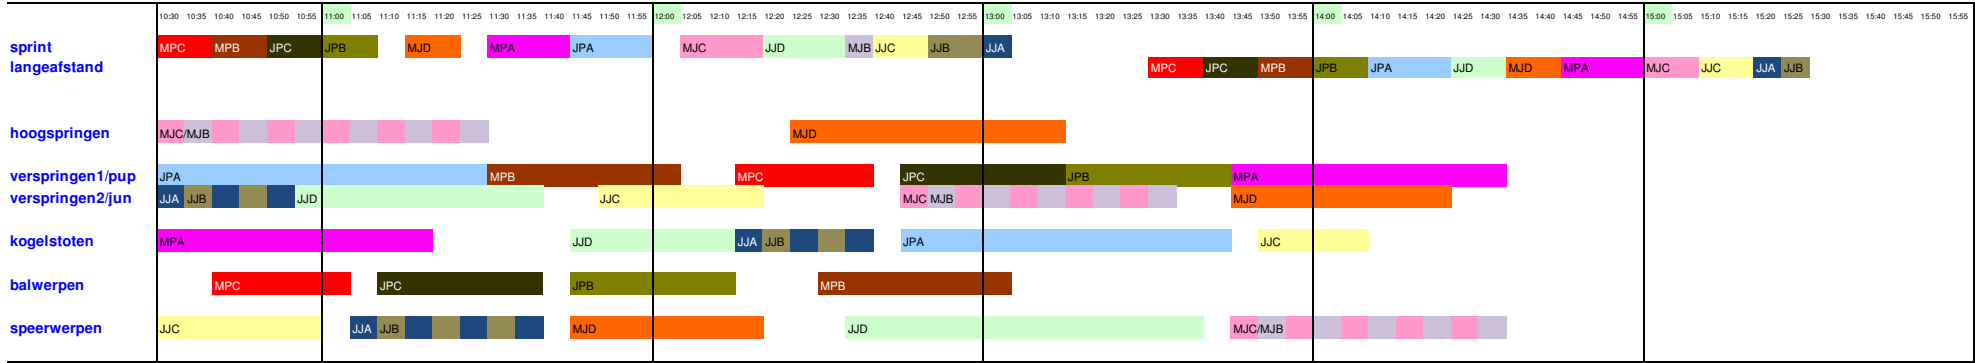 10:30 10:35 10:40 10:45 10:50 10:55 11:00 11:05 11:10 11:15 11:20 11:25 11:30 11:35 11:40 11:45 11:50 11:55 12:00 12:05 12:10 12:15 12:20 12:25 12:30 12:35 12:40 12:45 12:50 12:55 13:00 13:05 13:10 13:15 13:20 13:25 13:30 13:35 13:40 13:45 13:50 13:55 14:00 14:05 14:10 14:15 14:20 14:25 14:30 14:35 14:40 14:45 14:50 14:55 15:00 15:05 15:10 15:15 15:20 15:25 15:30 15:35 15:40 15:45 15:50 15:55
sprint MPC MPB JPC JPB MJD MPA JPA MJC JJD MJB JJC JJB JJA
langeafstand MPC JPC MPB JPB JPA JJD MJD MPA MJC JJC JJA JJB
hoogspringen MJC/MJB MJD
verspringen1/pup JPA MPB MPC JPC JPB MPA
verspringen2/jun JJA JJB JJD JJC MJC MJB MJD
kogelstoten MPA JJD JJA JJB JPA JJC
balwerpen MPC JPC JPB MPB
speerwerpen JJC JJA JJB MJD JJD MJC/MJB